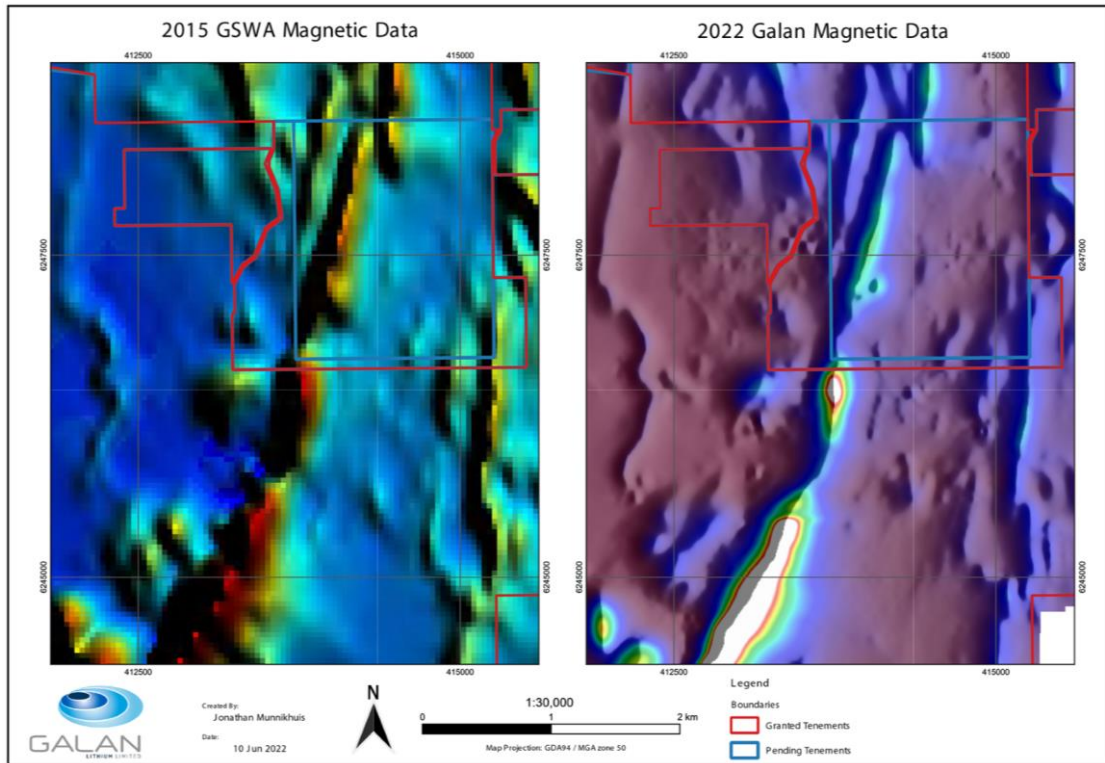 2015 GSWA Magnetic Data
2022 Galan Magnetic Data
412500
415000
412500
415000
6247500
6247500
6247500
6247500
6245000
6245000
6245000
6245000
412500
415000
412500
415000
GALAN
LITHIUM LIMITED
Created By:
Jonathan Munnikhuis
Date:
10 Jun 2022
N
1:30,000
0
1
2 km
Map Projection: GDA94 / MGA zone 50
Legend
Boundaries
Granted Tenements
Pending Tenements